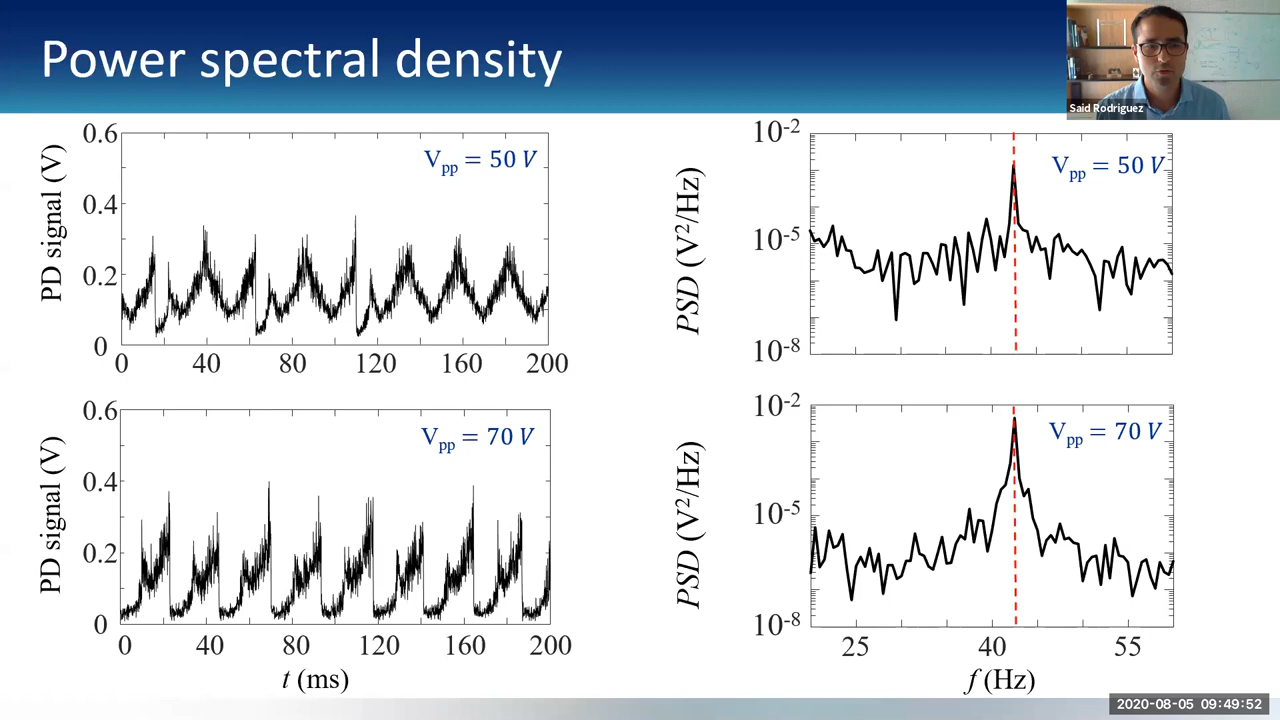 Power spectral density
Said Rodriguez
0.6
0.4
0.2
0
PD signal (V)
V_pp = 50 V
0 40 80 120 160 200
10^-2
10^-5
10^-8
PSD (V^2/Hz)
V_pp = 50 V
0.6
0.4
0.2
0
PD signal (V)
V_pp = 70 V
0 40 80 120 160 200
t (ms)
10^-2
10^-5
10^-8
PSD (V^2/Hz)
V_pp = 70 V
25 40 55
f (Hz)
2020-08-05 09:49:52